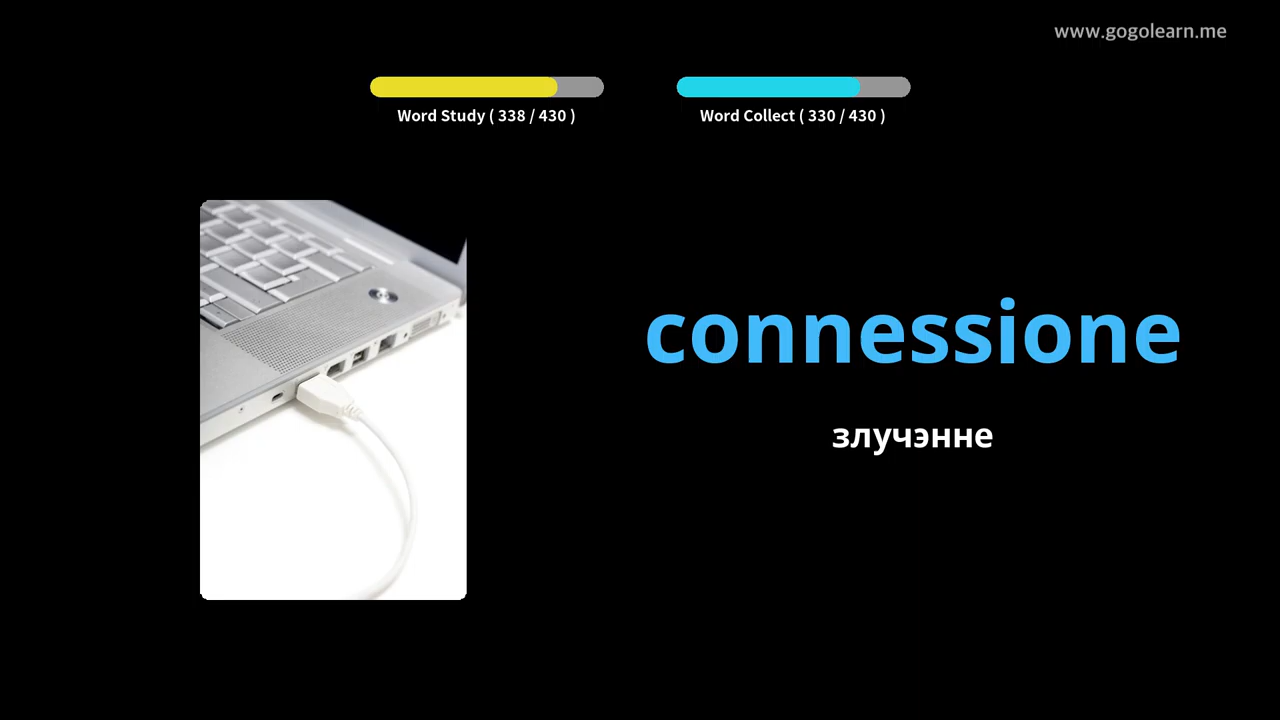 www.gogolearn.me
Word Study ( 338 / 430 )
Word Collect ( 330 / 430 )
connessione
злучэнне